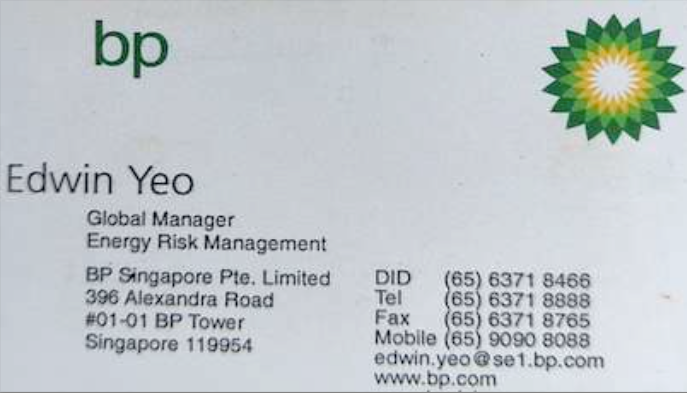 bp
Edwin Yeo
Global Manager
Energy Risk Management
BP Singapore Pte. Limited
396 Alexandra Road
#01-01 BP Tower
Singapore 119954
DID (65) 6371 8466
Tel (65) 6371 8888
Fax (65) 6371 8765
Mobile (65) 9090 8088
edwin.yeo@se1.bp.com
www.bp.com